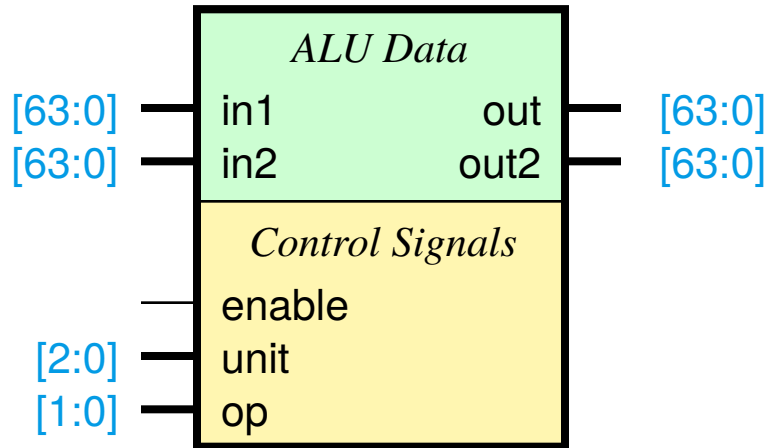 ALU Data
[63:0] in1 out [63:0]
[63:0] in2 out2 [63:0]
Control Signals
enable
[2:0] unit
[1:0] op